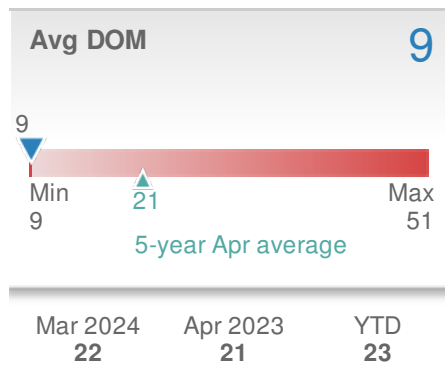 Avg DOM 9
9
Min Max
9 51
21
5-year Apr average
Mar 2024 Apr 2023 YTD
22 21 23